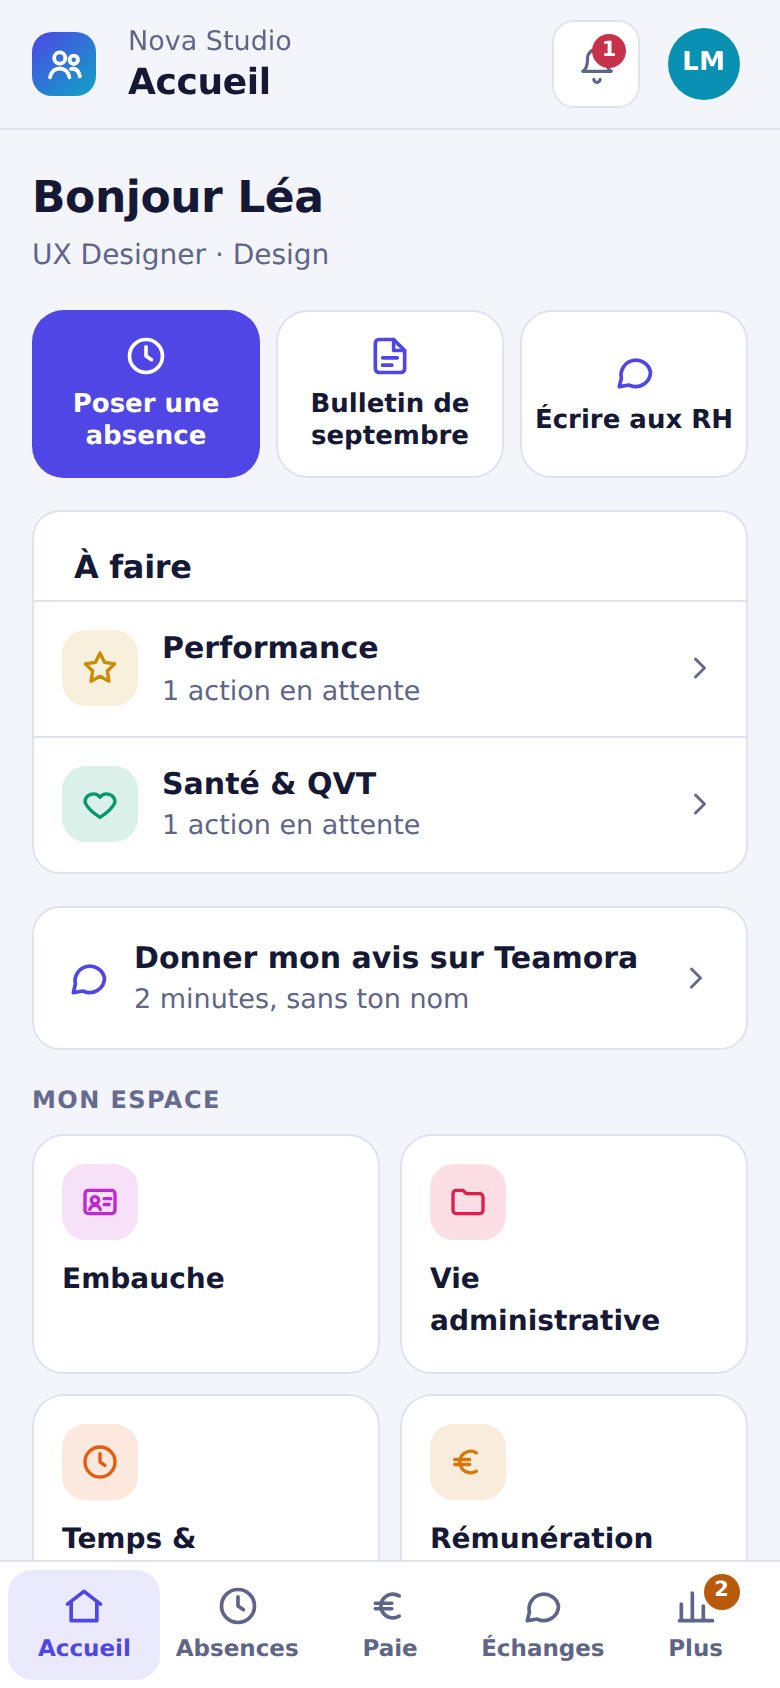 Nova Studio
Accueil
1
LM
Bonjour Léa
UX Designer · Design
Poser une
absence
Bulletin de
septembre
Écrire aux RH
À faire
Performance
1 action en attente
Santé & QVT
1 action en attente
Donner mon avis sur Teamora
2 minutes, sans ton nom
MON ESPACE
Embauche
Vie
administrative
Temps &
Rémunération
Accueil
Absences
Paie
Échanges
2
Plus